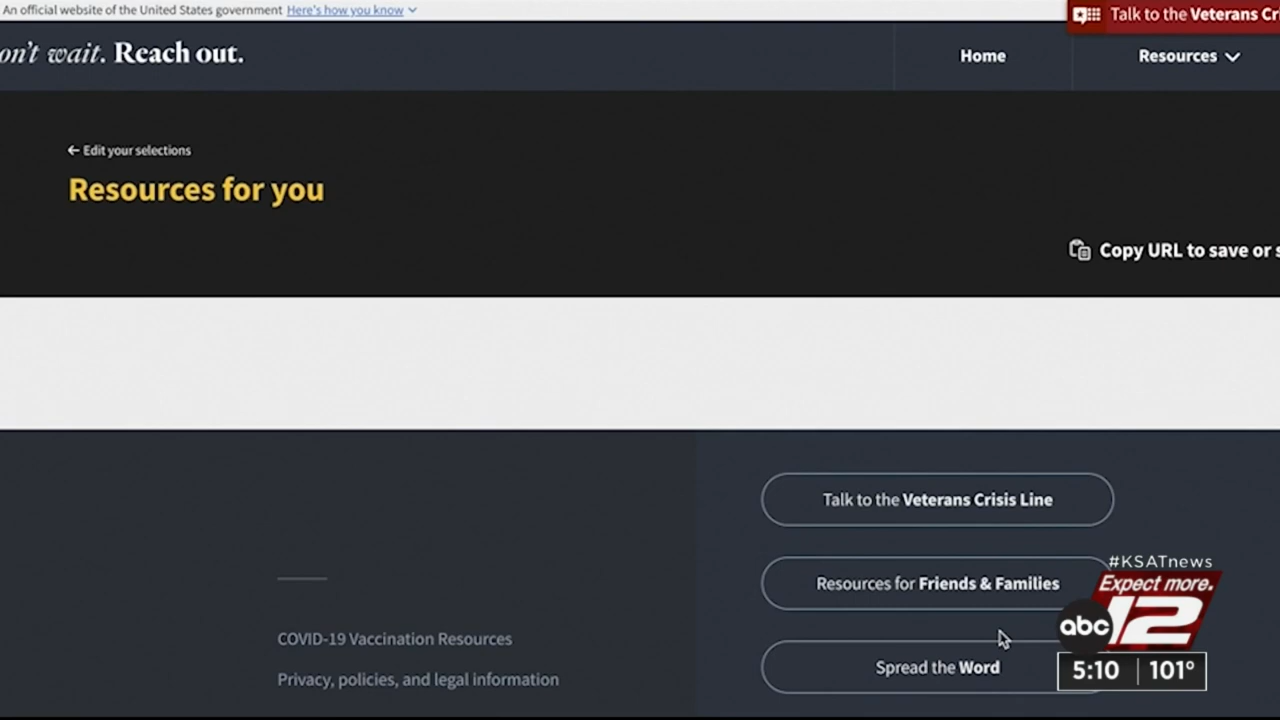 An official website of the United States government Here's how you know
Talk to the Veterans Cri
on't wait. Reach out.
Home
Resources
Edit your selections
Resources for you
Copy URL to save or s
Talk to the Veterans Crisis Line
Resources for Friends & Families
Spread the Word
COVID-19 Vaccination Resources
Privacy, policies, and legal information
#KSATnews
Expect more.
abc 12
5:10 101°